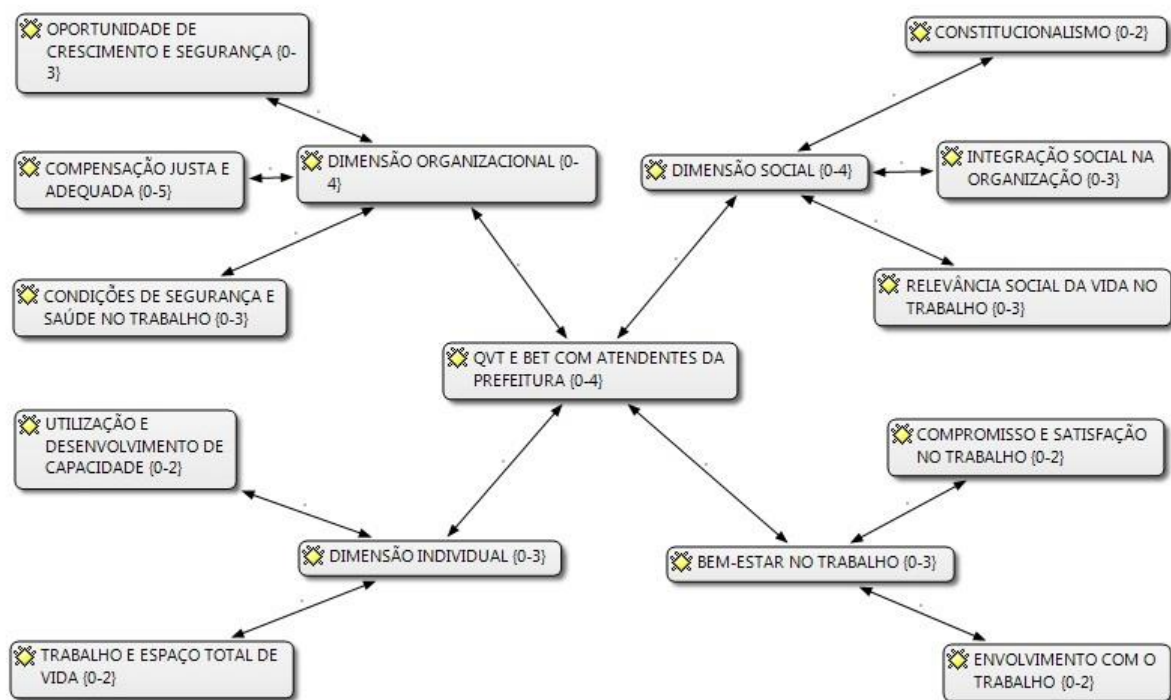 OPORTUNIDADE DE
CRESCIMENTO E SEGURANÇA {0-
3}
CONSTITUCIONALISMO {0-2}
COMPENSAÇÃO JUSTA E
ADEQUADA {0-5}
DIMENSÃO ORGANIZACIONAL {0-
4}
DIMENSÃO SOCIAL {0-4}
INTEGRAÇÃO SOCIAL NA
ORGANIZAÇÃO {0-3}
CONDIÇÕES DE SEGURANÇA E
SAÚDE NO TRABALHO {0-3}
RELEVÂNCIA SOCIAL DA VIDA NO
TRABALHO {0-3}
QVT E BET COM ATENDENTES DA
PREFEITURA {0-4}
UTILIZAÇÃO E
DESENVOLVIMENTO DE
CAPACIDADE {0-2}
COMPROMISSO E SATISFAÇÃO
NO TRABALHO {0-2}
DIMENSÃO INDIVIDUAL {0-3}
BEM-ESTAR NO TRABALHO {0-3}
TRABALHO E ESPAÇO TOTAL DE
VIDA {0-2}
ENVOLVIMENTO COM O
TRABALHO {0-2}